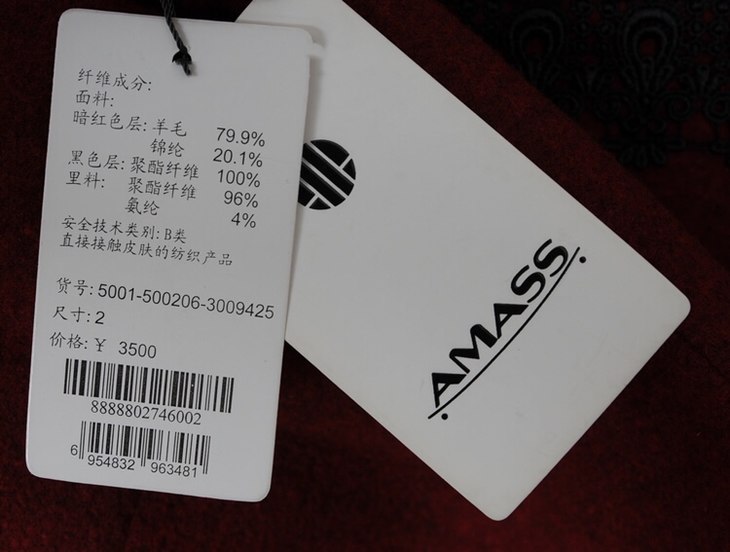 纤维成分:
面料:
暗红色层: 羊毛 79.9%
锦纶 20.1%
黑色层: 聚酯纤维 100%
里料: 聚酯纤维 96%
氨纶 4%
安全技术类别: B类
直接接触皮肤的纺织产品
货号: 5001-500206-3009425
尺寸: 2
价格: ¥ 3500
8888802746002
6 954832 963481
AMASS